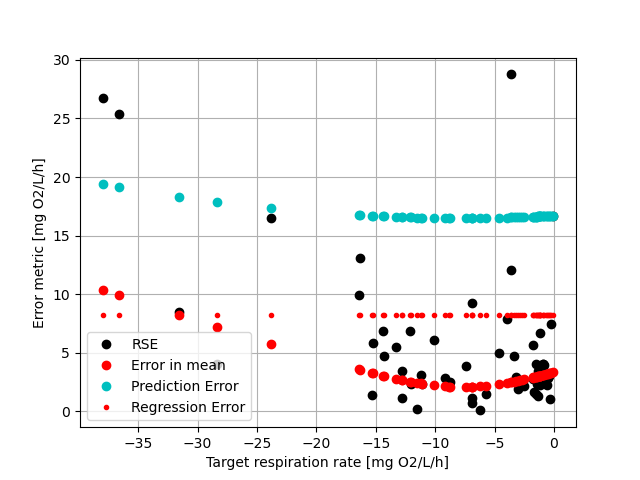 30
25
20
15
10
5
0
Error metric [mg O2/L/h]
RSE
Error in mean
Prediction Error
Regression Error
−35 −30 −25 −20 −15 −10 −5 0
Target respiration rate [mg O2/L/h]